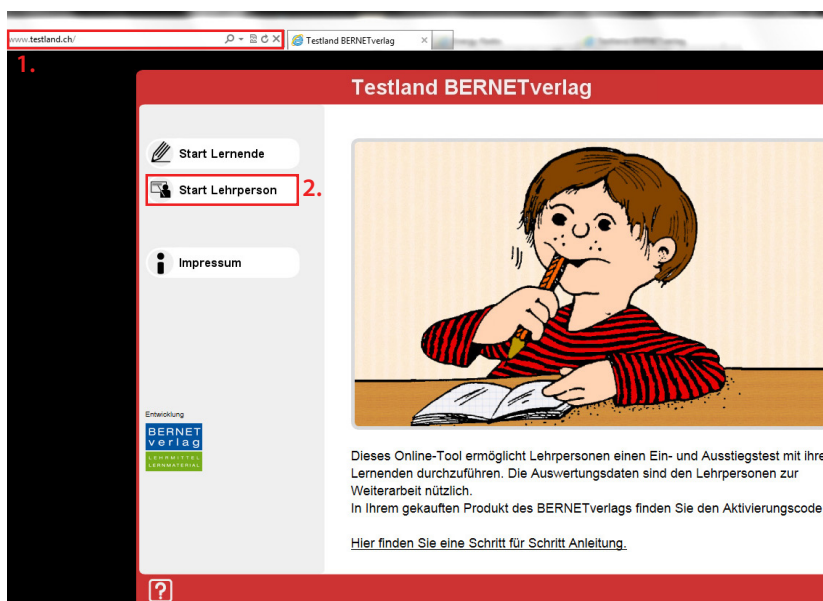 www.testland.ch/
Testland BERNETverlag
1.
Testland BERNETverlag
Start Lernende
Start Lehrperson
2.
Impressum
Entwicklung
BERNET
verlag
LEHRMITTEL
LERNMATERIAL
Dieses Online-Tool ermöglicht Lehrpersonen einen Ein- und Ausstiegstest mit ihre
Lernenden durchzuführen. Die Auswertungsdaten sind den Lehrpersonen zur
Weiterarbeit nützlich.
In Ihrem gekauften Produkt des BERNETverlags finden Sie den Aktivierungscode
Hier finden Sie eine Schritt für Schritt Anleitung.
?